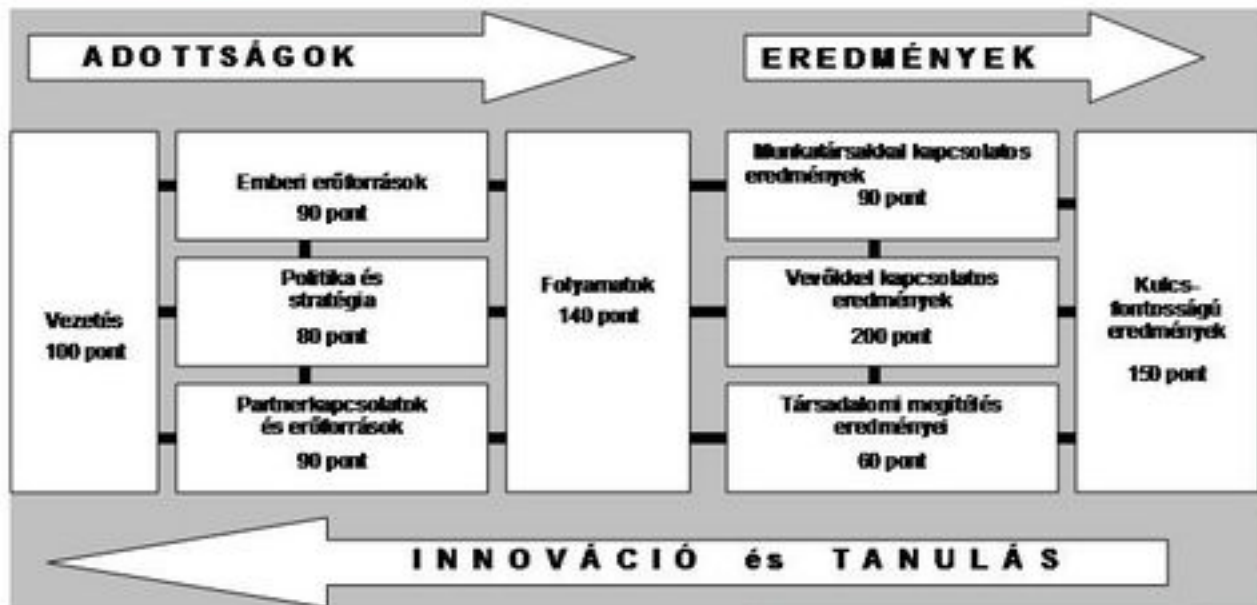 ADOTTSÁGOK
EREDMÉNYEK
Vezetés
100 pont
Emberi erőforrások
90 pont
Politika és
stratégia
80 pont
Partnerkapcsolatok
és erőforrások
90 pont
Folyamatok
140 pont
Munkatársakkal kapcsolatos
eredmények
90 pont
Vevőkkel kapcsolatos
eredmények
200 pont
Társadalomi megítélés
eredményei
60 pont
Kulcs-
fontosságú
eredmények
150 pont
INNOVÁCIÓ és TANULÁS